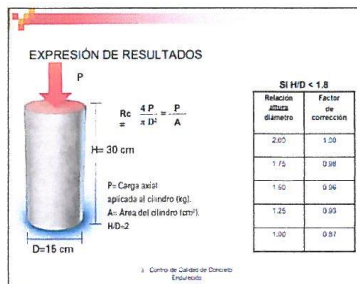 EXPRESIÓN DE RESULTADOS
P
Rc = 4 P / π D² = P / A
H= 30 cm
P= Carga axial
aplicada al cilindro (kg).
A= Área del cilindro (cm²).
H/D=2
D=15 cm
Si H/D < 1.8
Relación altura diámetro
Factor de corrección
2.00 1.00
1.75 0.98
1.50 0.96
1.25 0.93
1.00 0.87
3 Control de Calidad de Concreto
Endurecido